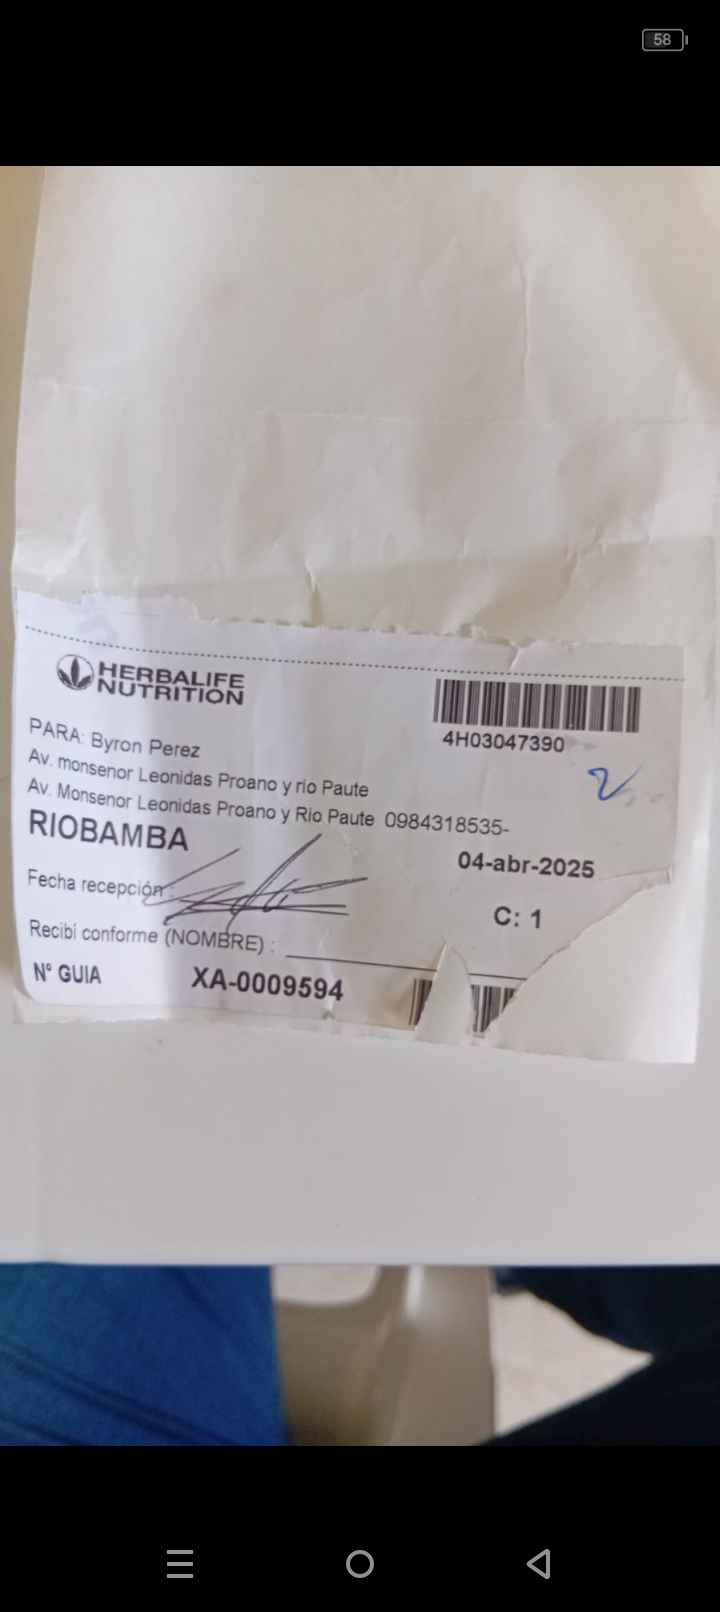 58
HERBALIFE
NUTRITION
4H03047390
2
PARA: Byron Perez
Av. monsenor Leonidas Proano y rio Paute
Av. Monsenor Leonidas Proano y Rio Paute 0984318535-
RIOBAMBA
04-abr-2025
Fecha recepción :
C: 1
Recibi conforme (NOMBRE) :
N° GUIA XA-0009594